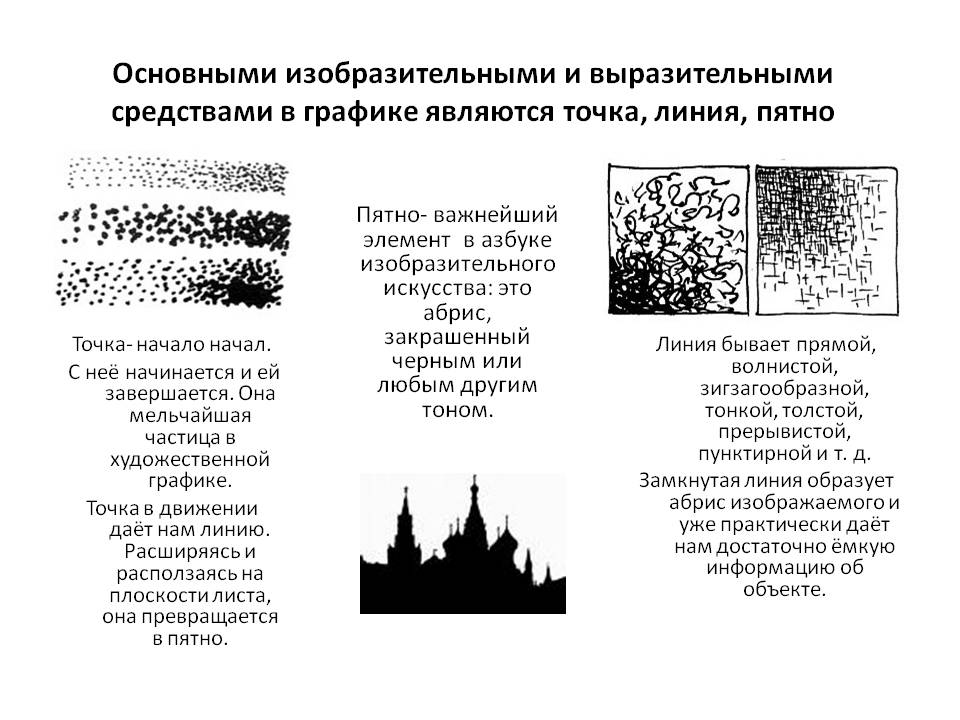 Основными изобразительными и выразительными
средствами в графике являются точка, линия, пятно
Точка- начало начал.
С неё начинается и ей
завершается. Она
мельчайшая
частица в
художественной
графике.
Точка в движении
даёт нам линию.
Расширяясь и
расползаясь на
плоскости листа,
она превращается
в пятно.
Пятно- важнейший
элемент  в азбуке
изобразительного
искусства: это
абрис,
закрашенный
черным или
любым другим
тоном.
Линия бывает прямой,
волнистой,
зигзагообразной,
тонкой, толстой,
прерывистой,
пунктирной и т. д.
Замкнутая линия образует
абрис изображаемого и
уже практически даёт
нам достаточно ёмкую
информацию об
объекте.